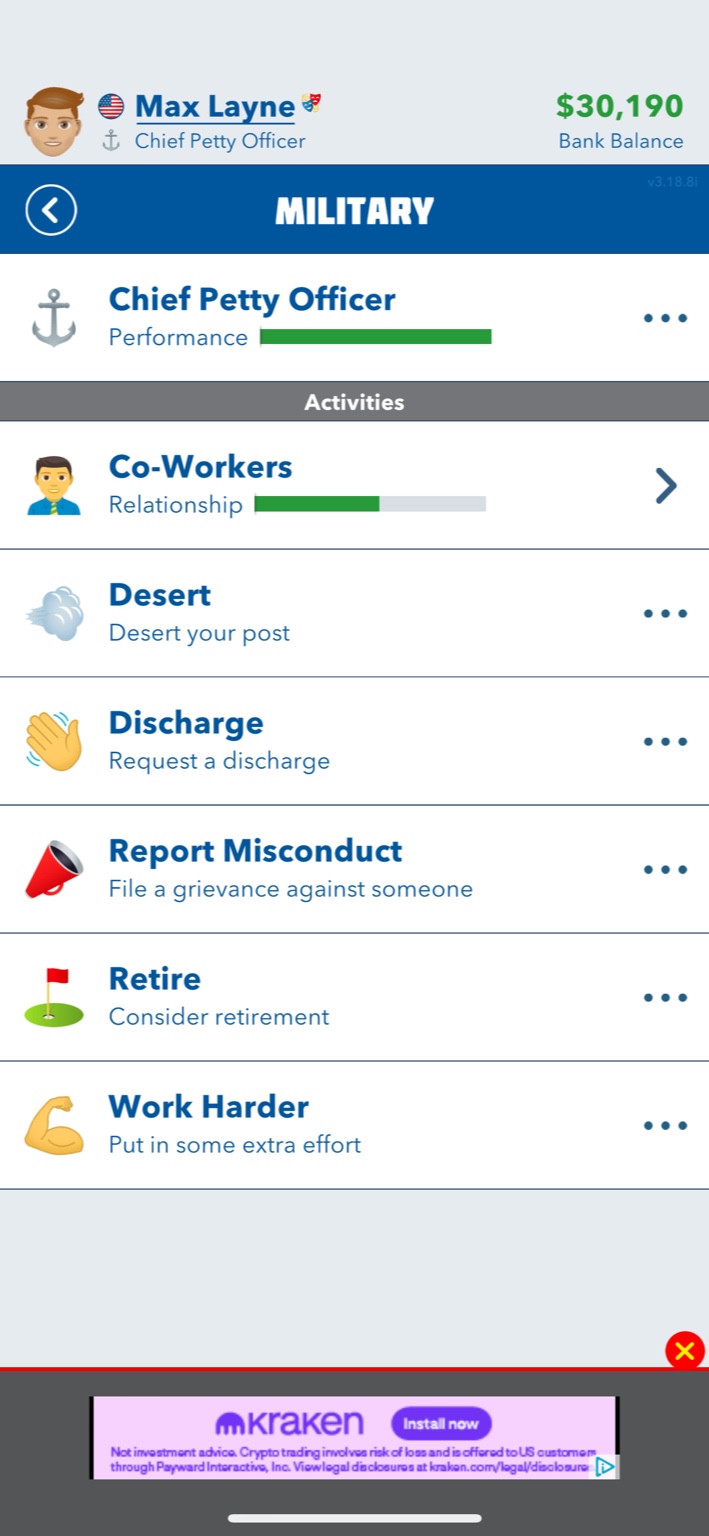 Max Layne
$30,190
Chief Petty Officer
Bank Balance
v3.18.8i
MILITARY
Chief Petty Officer
Performance
Activities
Co-Workers
Relationship
Desert
Desert your post
Discharge
Request a discharge
Report Misconduct
File a grievance against someone
Retire
Consider retirement
Work Harder
Put in some extra effort
kraken
Install now
Not investment advice. Crypto trading involves risk of loss and is offered to US customers
through Payward Interactive, Inc. View legal disclosures at kraken.com/legal/disclosure